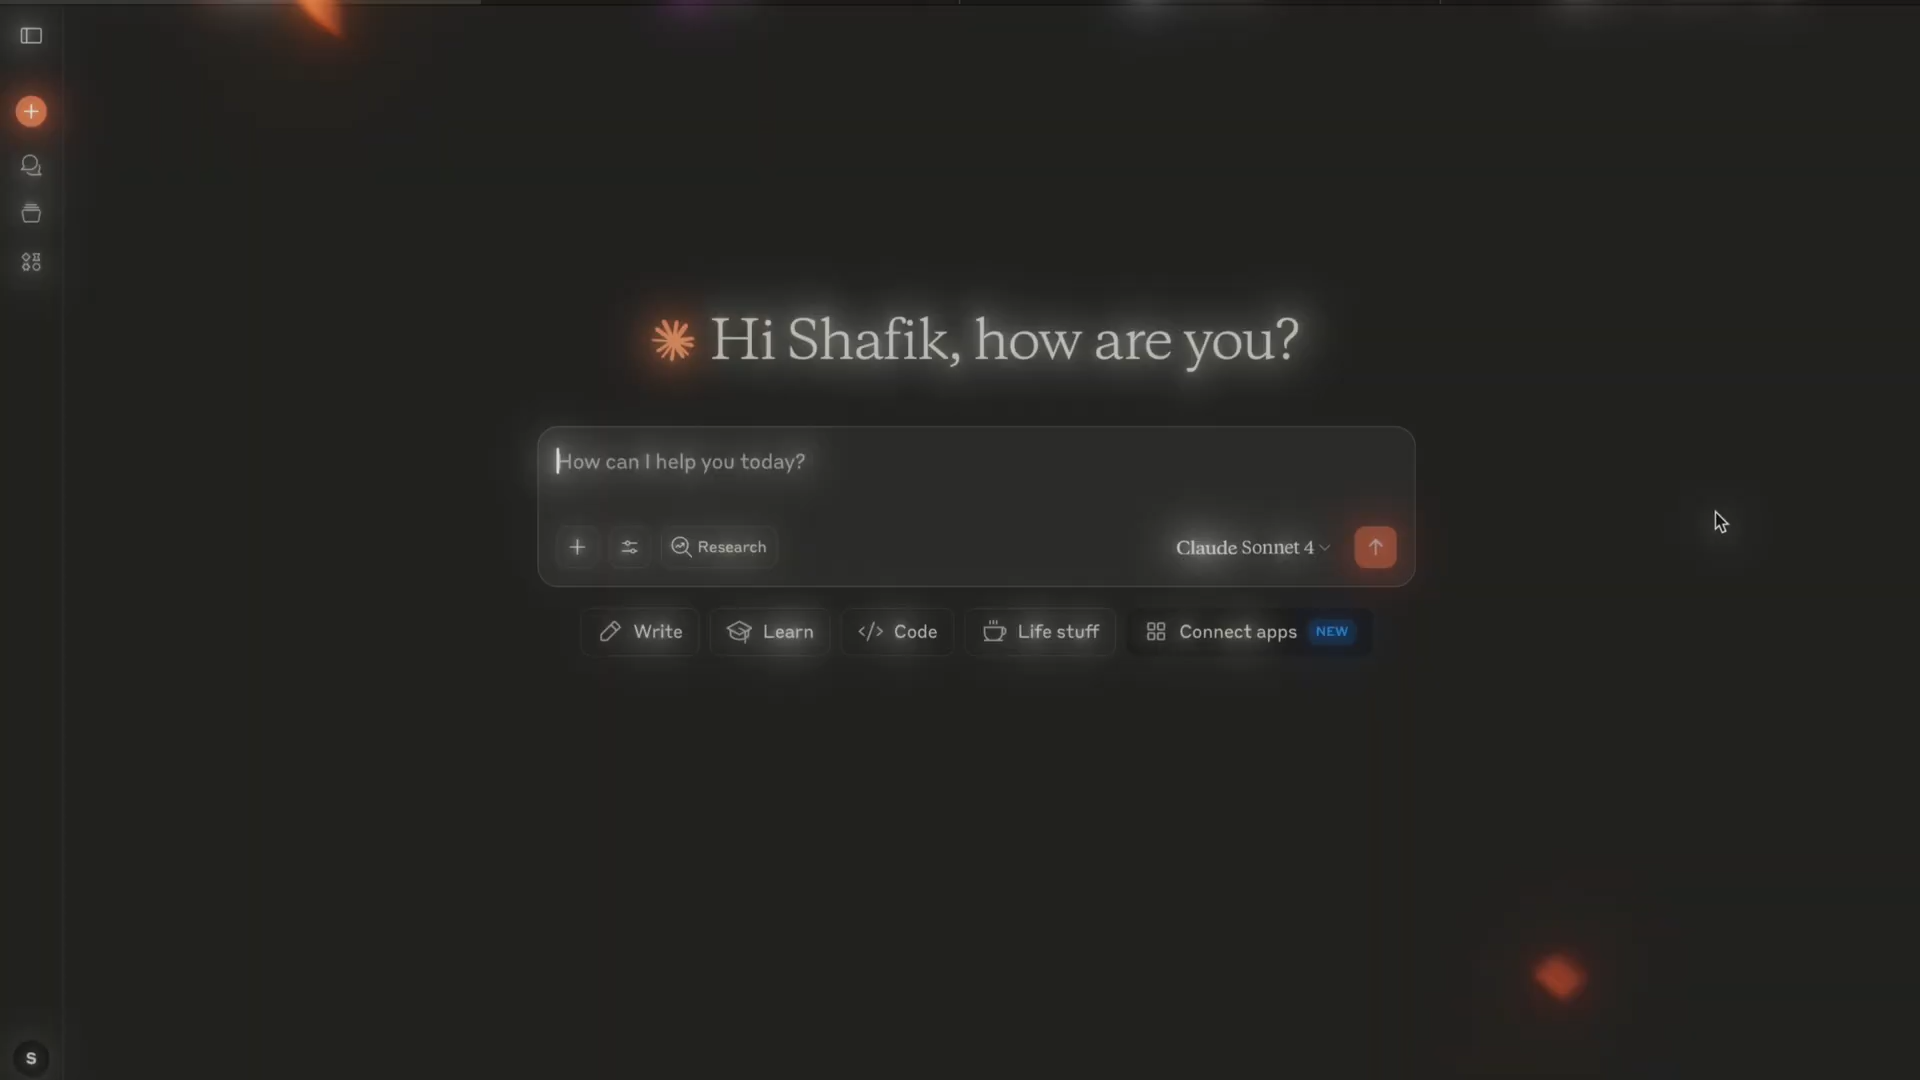 Hi Shafik, how are you?
How can I help you today?
Research
Claude Sonnet 4
Write
Learn
Code
Life stuff
Connect apps NEW
S